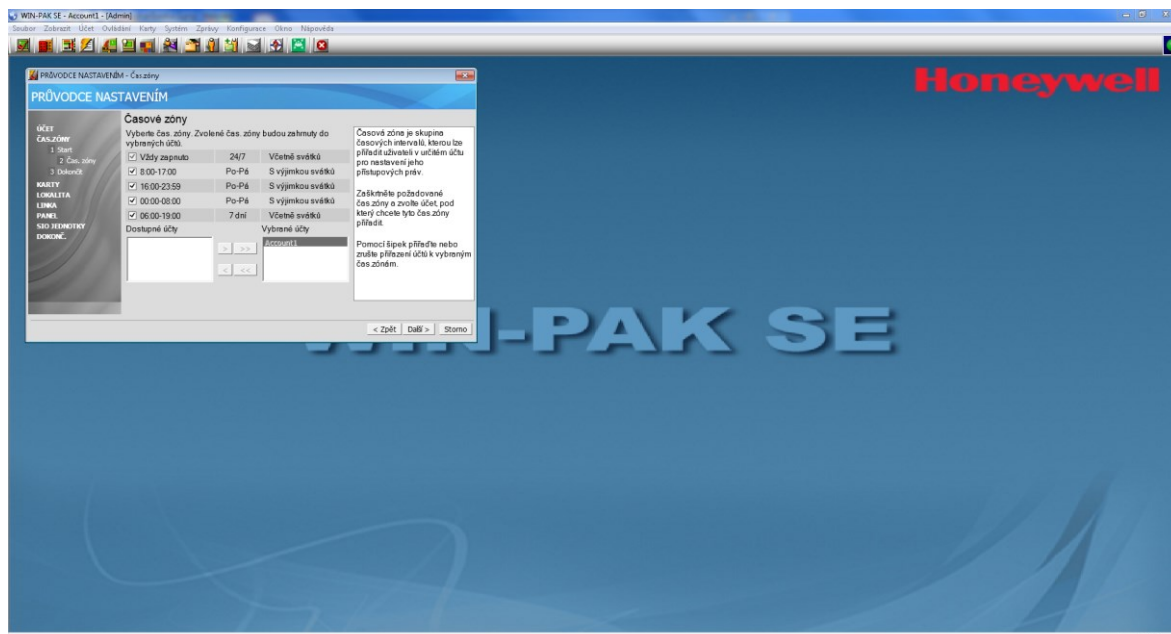 WIN-PAK SE - Account1 - [Admin]
Soubor Zobrazit Účet Ovládání Karty Systém Zprávy Konfigurace Okno Nápověda
Honeywell
PRŮVODCE NASTAVENÍM - Čas.zóny
PRŮVODCE NASTAVENÍM
ÚČET
ČAS.ZÓNY
1 Start
2 Čas. zóny
3 Dokončit
KARTY
LOKALITA
LINKA
PANEL
SIO JEDNOTKY
DOKONČ.
Časové zóny
Vyberte čas. zóny. Zvolené čas. zóny budou zahrnuty do
vybraných účtů.
Vždy zapnuto 24/7 Včetně svátků
8:00-17:00 Po-Pá S výjimkou svátků
16:00-23:59 Po-Pá S výjimkou svátků
00:00-08:00 Po-Pá S výjimkou svátků
06:00-19:00 7 dní Včetně svátků
Dostupné účty Vybrané účty
Account1
> >>
< <<
Časová zóna je skupina
časových intervalů, kterou lze
přiřadit uživateli v určitém účtu
pro nastavení jeho
přístupových práv.
Zaškrtněte požadované
čas.zóny a zvolte účet, pod
který chcete tyto čas.zóny
přiřadit.
Pomocí šipek přiřaďte nebo
zrušte přiřazení účtů k vybraným
čas.zónám.
< Zpět Další > Storno
WIN-PAK SE